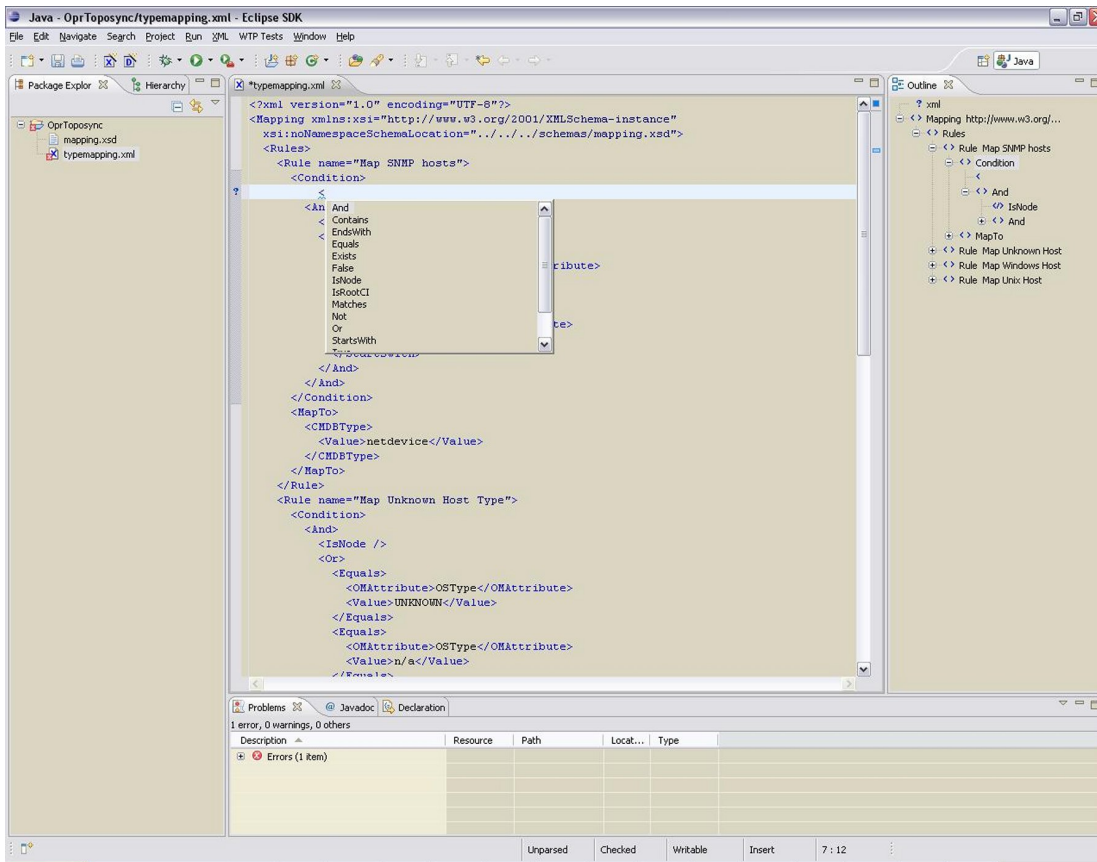 Java - OprToposync/typemapping.xml - Eclipse SDK
File Edit Navigate Search Project Run XML WTP Tests Window Help
Java
Package Explor
Hierarchy
OprToposync
mapping.xsd
typemapping.xml
*typemapping.xml
<?xml version="1.0" encoding="UTF-8"?>
<Mapping xmlns:xsi="http://www.w3.org/2001/XMLSchema-instance"
xsi:noNamespaceSchemaLocation="../../../schemas/mapping.xsd">
<Rules>
<Rule name="Map SNMP hosts">
<Condition>
<
<An
<
<
And
Contains
EndsWith
Equals
Exists
False
IsNode
IsRootCI
Matches
Not
Or
StartsWith
ribute>
te>
</And>
</And>
</Condition>
<MapTo>
<CMDBType>
<Value>netdevice</Value>
</CMDBType>
</MapTo>
</Rule>
<Rule name="Map Unknown Host Type">
<Condition>
<And>
<IsNode />
<Or>
<Equals>
<OMAttribute>OSType</OMAttribute>
<Value>UNKNOWN</Value>
</Equals>
<Equals>
<OMAttribute>OSType</OMAttribute>
<Value>n/a</Value>
</Equals>
Outline
? xml
Mapping http://www.w3.org/...
Rules
Rule Map SNMP hosts
Condition
<
And
IsNode
And
MapTo
Rule Map Unknown Host
Rule Map Windows Host
Rule Map Unix Host
Problems
@ Javadoc
Declaration
1 error, 0 warnings, 0 others
Description Resource Path Locat... Type
Errors (1 item)
Unparsed Checked Writable Insert 7 : 12